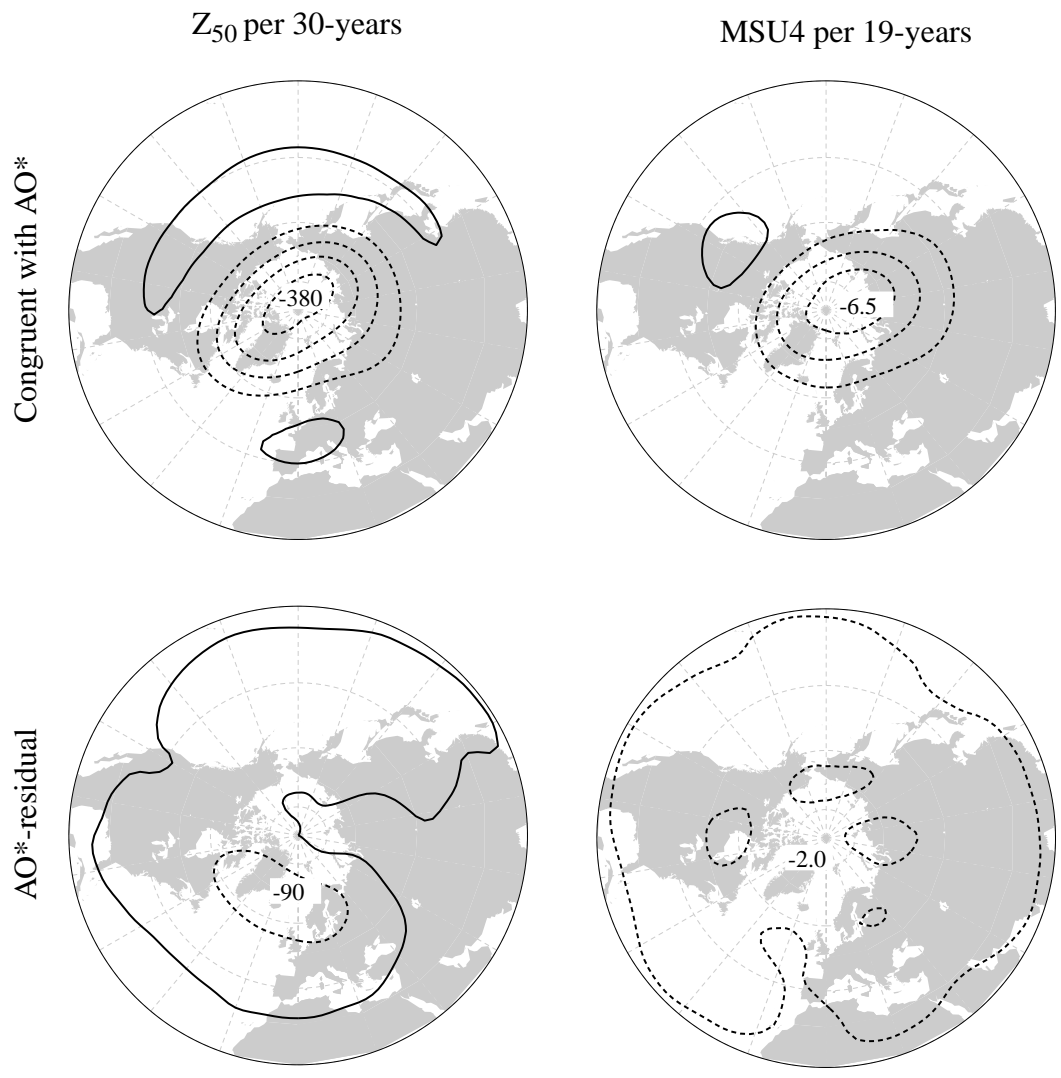 Z50 per 30-years
MSU4 per 19-years
Congruent with AO*
-380
-6.5
AO*-residual
-90
-2.0